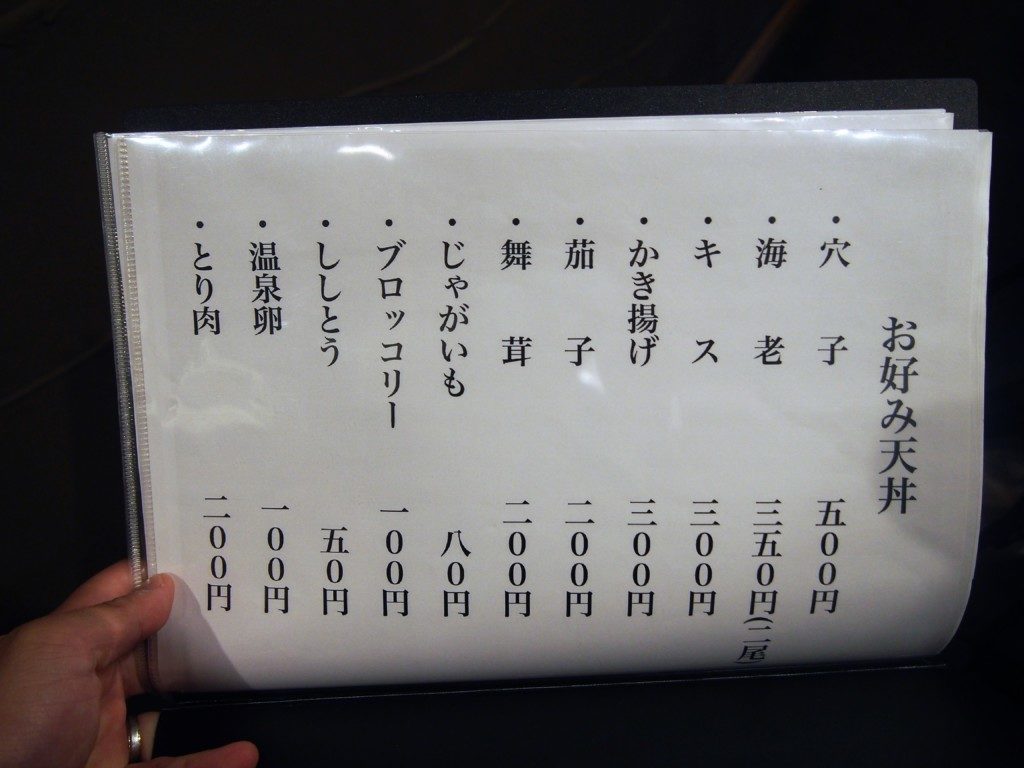 お好み天丼
・穴子 五００円
・海老 三五０円(二尾)
・キス 三００円
・かき揚げ 三００円
・茄子 二００円
・舞茸 二００円
・じゃがいも 八０円
・ブロッコリー 一００円
・ししとう 五０円
・温泉卵 一００円
・とり肉 二００円